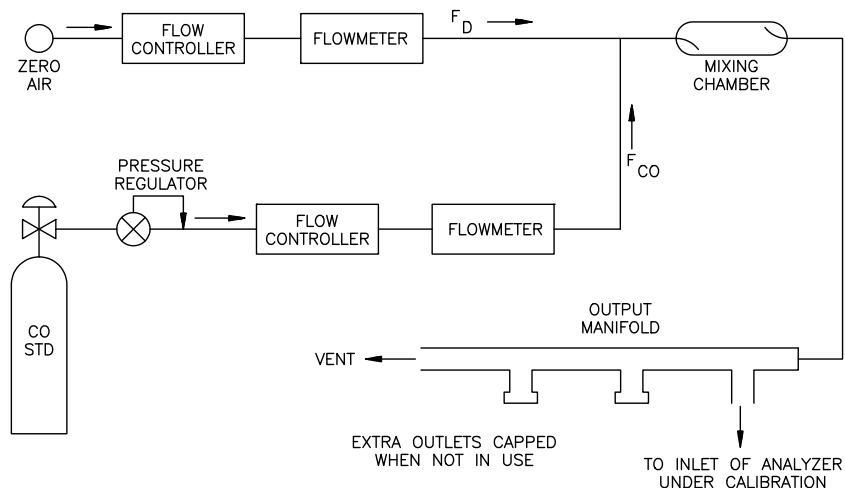 FLOW
CONTROLLER
FLOWMETER
F D
ZERO
AIR
MIXING
CHAMBER
F CO
PRESSURE
REGULATOR
FLOW
CONTROLLER
FLOWMETER
CO
STD
OUTPUT
MANIFOLD
VENT
EXTRA OUTLETS CAPPED
WHEN NOT IN USE
TO INLET OF ANALYZER
UNDER CALIBRATION